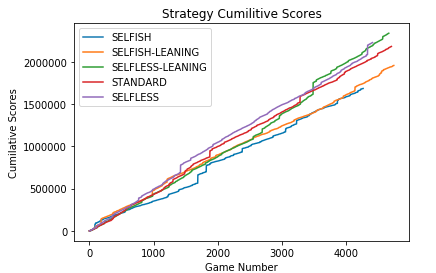 Strategy Cumilitive Scores
SELFISH
SELFISH-LEANING
SELFLESS-LEANING
STANDARD
SELFLESS
Cumilative Scores
2000000
1500000
1000000
500000
0
0 1000 2000 3000 4000
Game Number